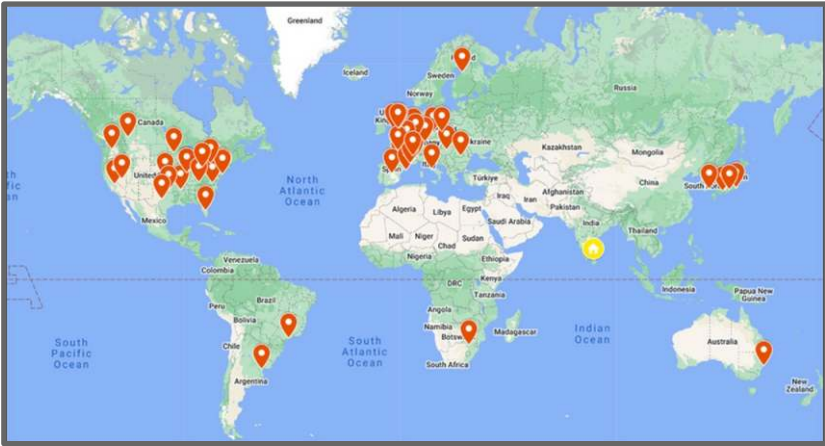 Greenland
Iceland
Sweden
Norway
Russia
Canada
Ukraine
Kazakhstan
Mongolia
United
North
Atlantic
Ocean
Spain
Türkiye
China
South
Iraq
Iran
Afghanistan
Pakistan
Mexico
Algeria
Libya
Egypt
Saudi Arabia
India
Thailand
Mali
Niger
Chad
Sudan
Venezuela
Colombia
Nigeria
Ethiopia
Kenya
DRC
Tanzania
Indonesia
Papua New
Guinea
Brazil
Peru
Bolivia
Angola
Namibia
Botsw
Madagascar
South
Pacific
Ocean
Chile
South
Atlantic
Ocean
Indian
Ocean
Australia
South Africa
Argentina
New
Zealand